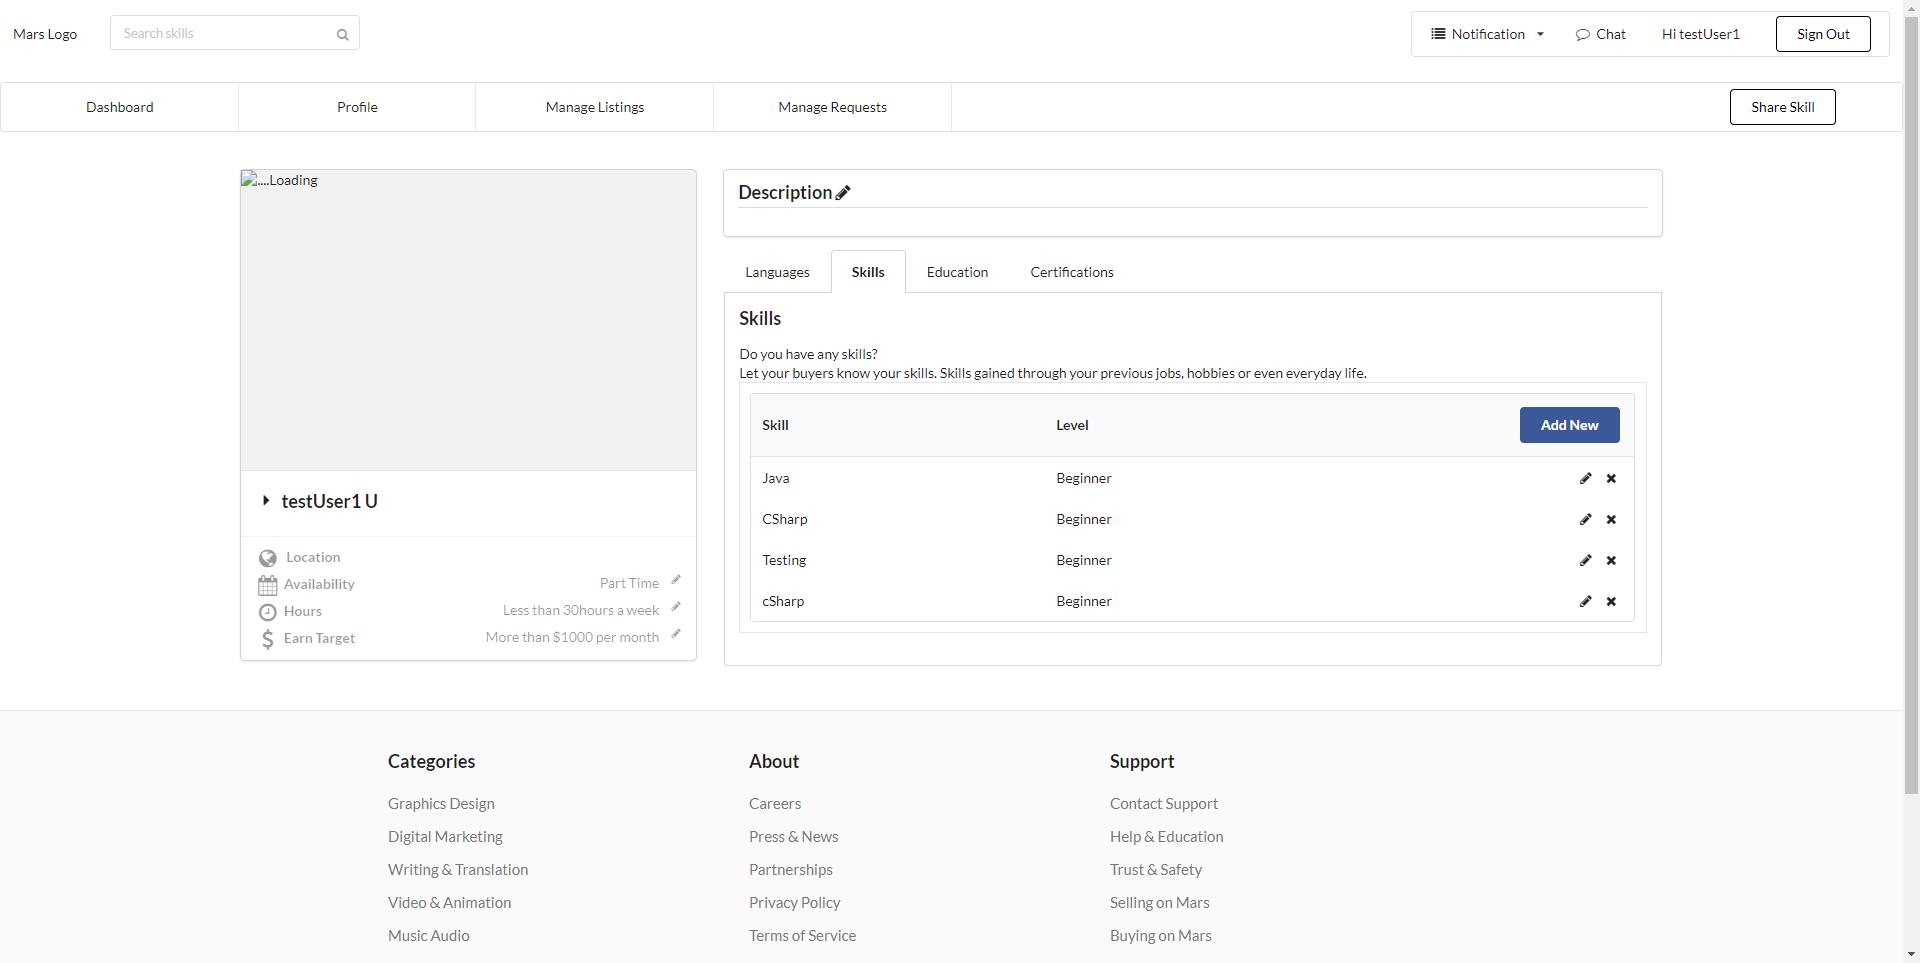 Mars Logo
Search skills
Notification
Chat
Hi testUser1
Sign Out
Dashboard
Profile
Manage Listings
Manage Requests
Share Skill
....Loading
testUser1 U
Location
Availability
Part Time
Hours
Less than 30hours a week
Earn Target
More than $1000 per month
Description
Languages
Skills
Education
Certifications
Skills
Do you have any skills?
Let your buyers know your skills. Skills gained through your previous jobs, hobbies or even everyday life.
Skill
Level
Add New
Java
Beginner
CSharp
Beginner
Testing
Beginner
cSharp
Beginner
Categories
Graphics Design
Digital Marketing
Writing & Translation
Video & Animation
Music Audio
About
Careers
Press & News
Partnerships
Privacy Policy
Terms of Service
Support
Contact Support
Help & Education
Trust & Safety
Selling on Mars
Buying on Mars